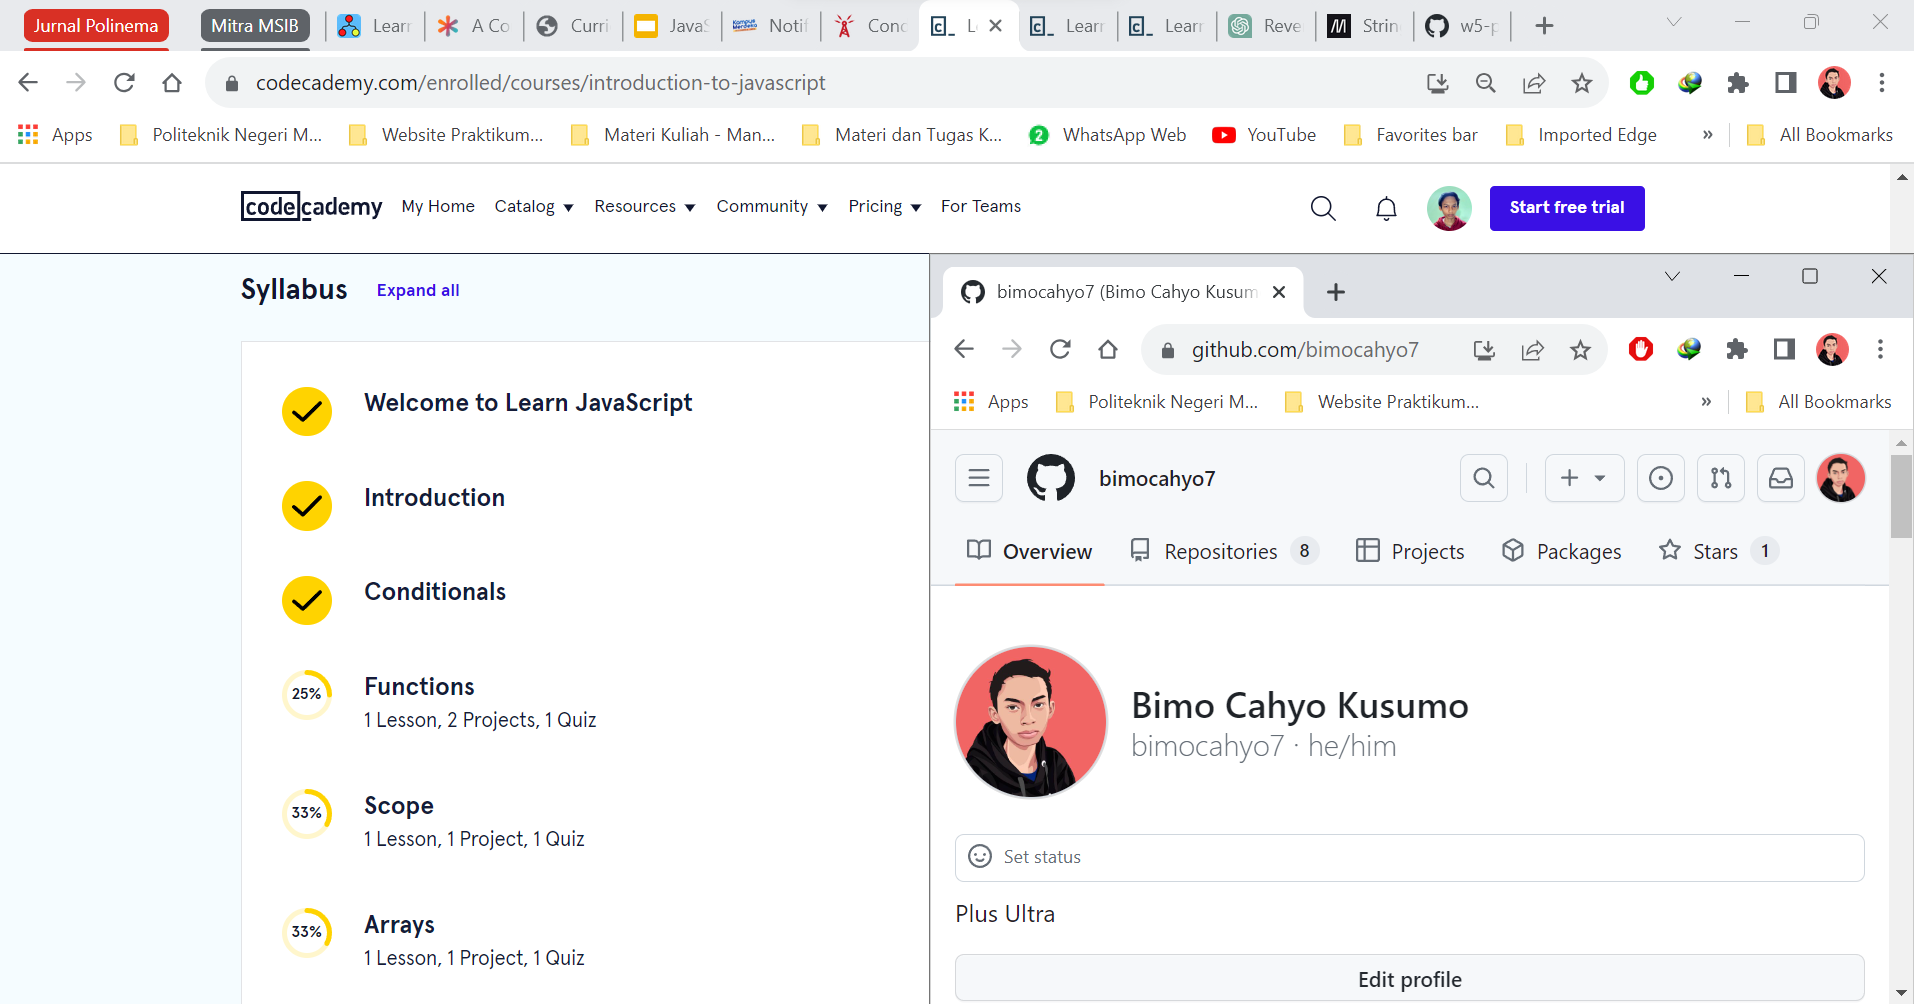 Jurnal Polinema
Mitra MSIB
Learn
A Co
Curri
JavaS
Kampus Merdeka
Notif
Conc
L
Learn
Learn
Reve
Strin
w5-p
codecademy.com/enrolled/courses/introduction-to-javascript
Apps
Politeknik Negeri M...
Website Praktikum...
Materi Kuliah - Man...
Materi dan Tugas K...
2
WhatsApp Web
YouTube
Favorites bar
Imported Edge
»
All Bookmarks
codecademy
My Home
Catalog
Resources
Community
Pricing
For Teams
Start free trial
Syllabus
Expand all
Welcome to Learn JavaScript
Introduction
Conditionals
25%
Functions
1 Lesson, 2 Projects, 1 Quiz
33%
Scope
1 Lesson, 1 Project, 1 Quiz
33%
Arrays
1 Lesson, 1 Project, 1 Quiz
bimocahyo7 (Bimo Cahyo Kusum
github.com/bimocahyo7
Apps
Politeknik Negeri M...
Website Praktikum...
»
All Bookmarks
bimocahyo7
Overview
Repositories 8
Projects
Packages
Stars 1
Bimo Cahyo Kusumo
bimocahyo7 · he/him
Set status
Plus Ultra
Edit profile